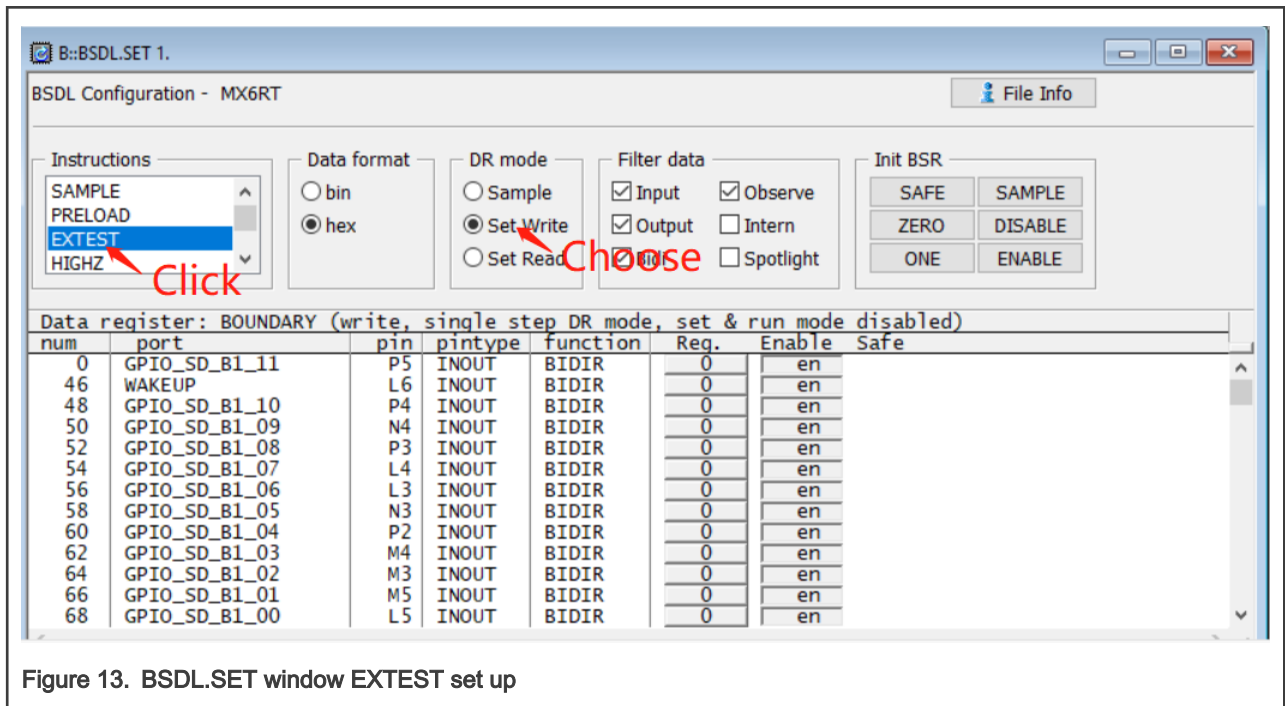 B::BSDL.SET 1.
BSDL Configuration - MX6RT
File Info
Instructions
Data format
DR mode
Filter data
Init BSR
SAMPLE
bin
Sample
Input
Observe
SAFE
SAMPLE
PRELOAD
EXTEST
hex
Set Write
Output
Intern
ZERO
DISABLE
HIGHZ
Set Read
Bidi
Spotlight
ONE
ENABLE
Click
Choose
Data register: BOUNDARY (write, single step DR mode, set & run mode disabled)
num port pin pintype function Reg. Enable Safe
0 GPIO_SD_B1_11 P5 INOUT BIDIR 0 en
46 WAKEUP L6 INOUT BIDIR 0 en
48 GPIO_SD_B1_10 P4 INOUT BIDIR 0 en
50 GPIO_SD_B1_09 N4 INOUT BIDIR 0 en
52 GPIO_SD_B1_08 P3 INOUT BIDIR 0 en
54 GPIO_SD_B1_07 L4 INOUT BIDIR 0 en
56 GPIO_SD_B1_06 L3 INOUT BIDIR 0 en
58 GPIO_SD_B1_05 N3 INOUT BIDIR 0 en
60 GPIO_SD_B1_04 P2 INOUT BIDIR 0 en
62 GPIO_SD_B1_03 M4 INOUT BIDIR 0 en
64 GPIO_SD_B1_02 M3 INOUT BIDIR 0 en
66 GPIO_SD_B1_01 M5 INOUT BIDIR 0 en
68 GPIO_SD_B1_00 L5 INOUT BIDIR 0 en
Figure 13. BSDL.SET window EXTEST set up